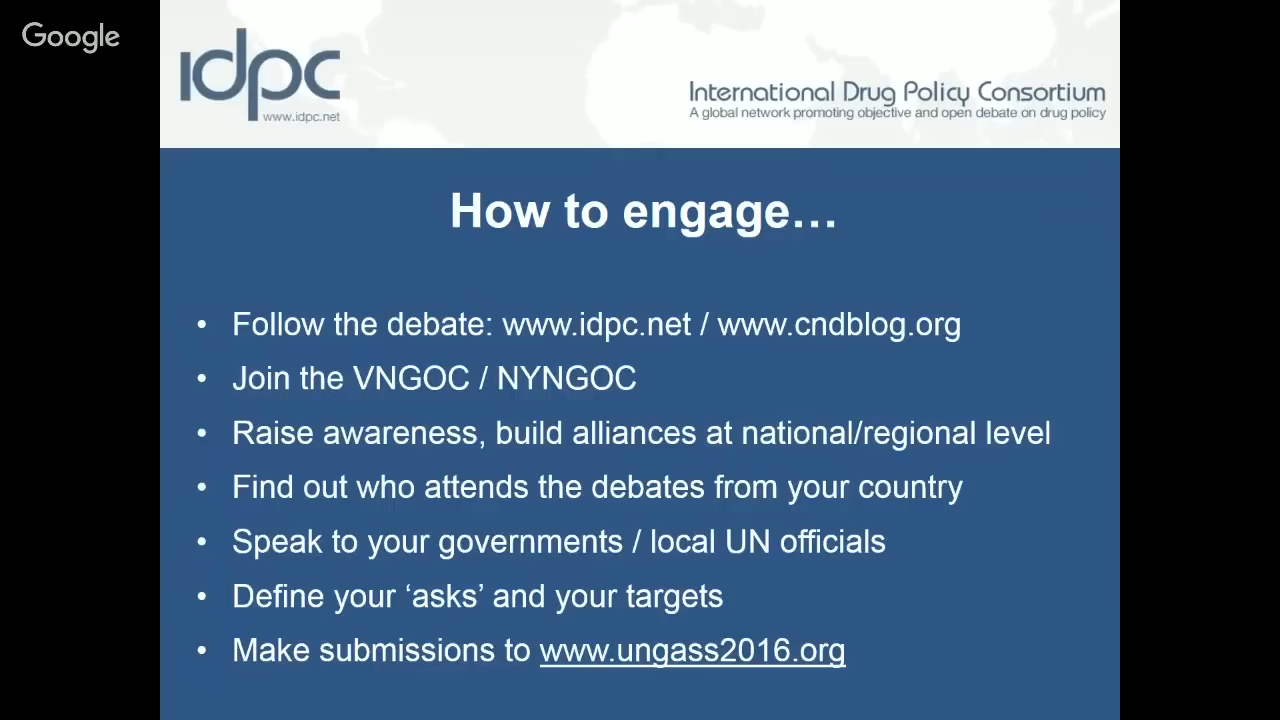 Google
idpc
www.idpc.net
International Drug Policy Consortium
A global network promoting objective and open debate on drug policy
How to engage…
• Follow the debate: www.idpc.net / www.cndblog.org
• Join the VNGOC / NYNGOC
• Raise awareness, build alliances at national/regional level
• Find out who attends the debates from your country
• Speak to your governments / local UN officials
• Define your ‘asks’ and your targets
• Make submissions to www.ungass2016.org